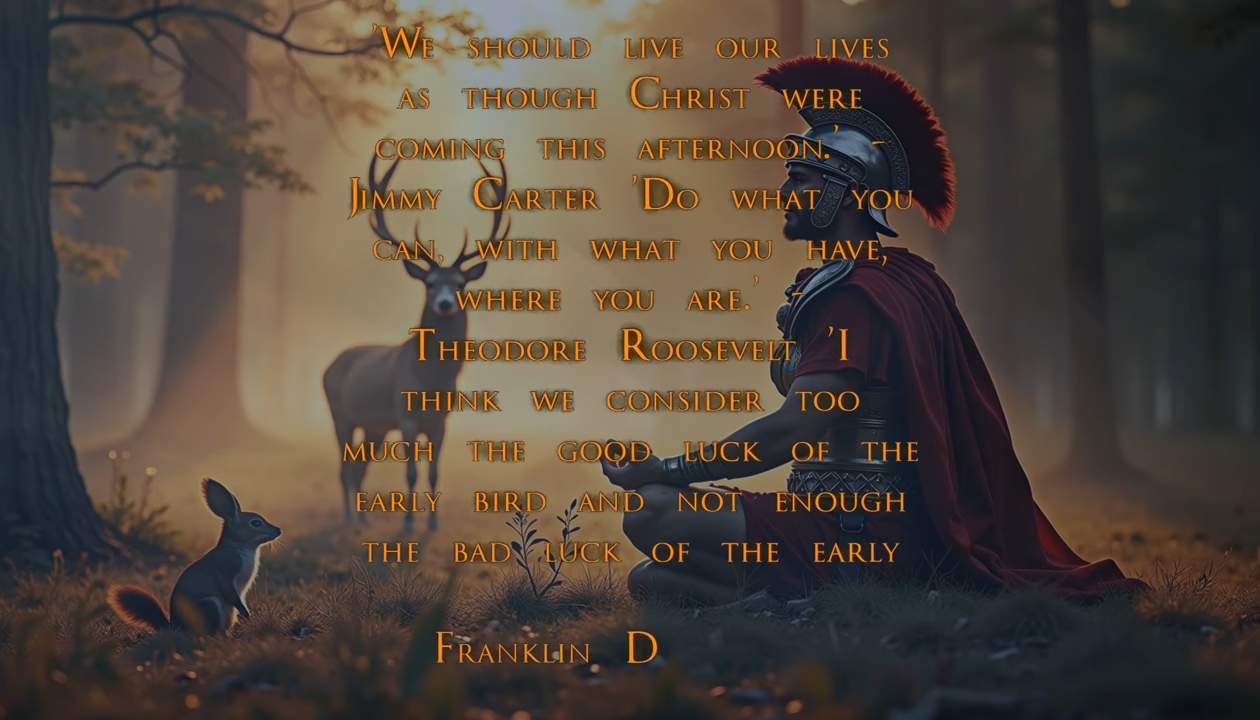 'We should live our lives
as though Christ were
coming this afternoon.' -
Jimmy Carter 'Do what you
can, with what you have,
where you are.' -
Theodore Roosevelt 'I
think we consider too
much the good luck of the
early bird and not enough
the bad luck of the early
Franklin D